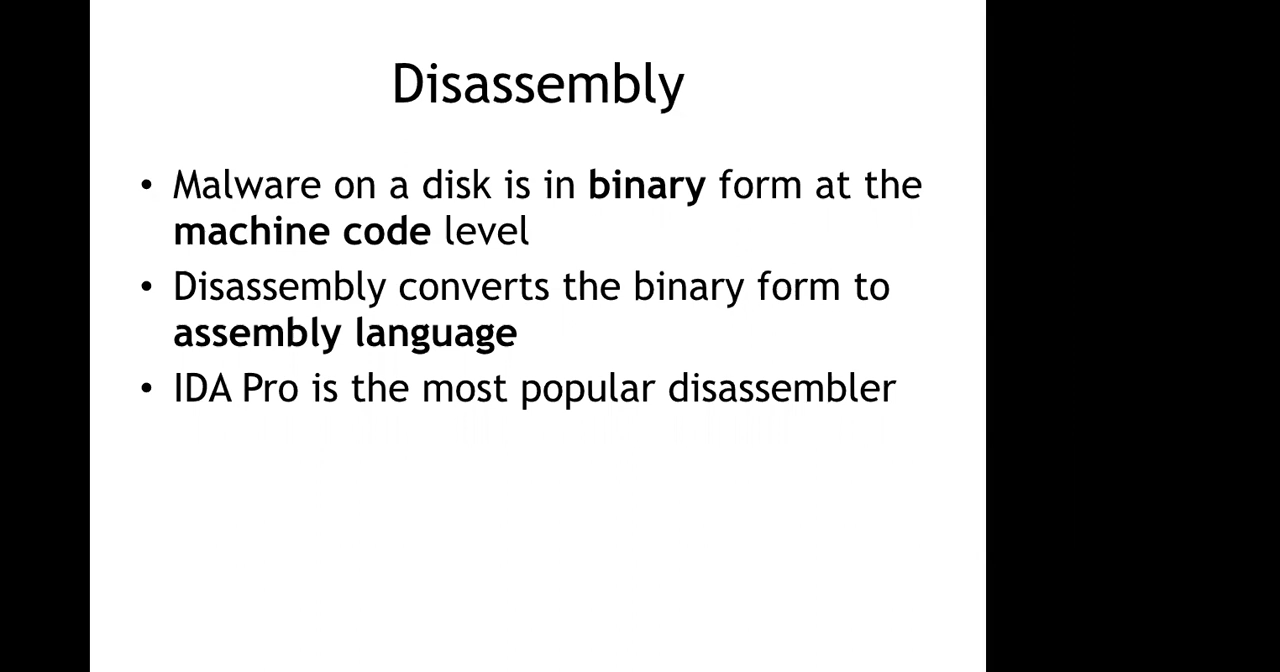 Disassembly
• Malware on a disk is in binary form at the
machine code level
• Disassembly converts the binary form to
assembly language
• IDA Pro is the most popular disassembler